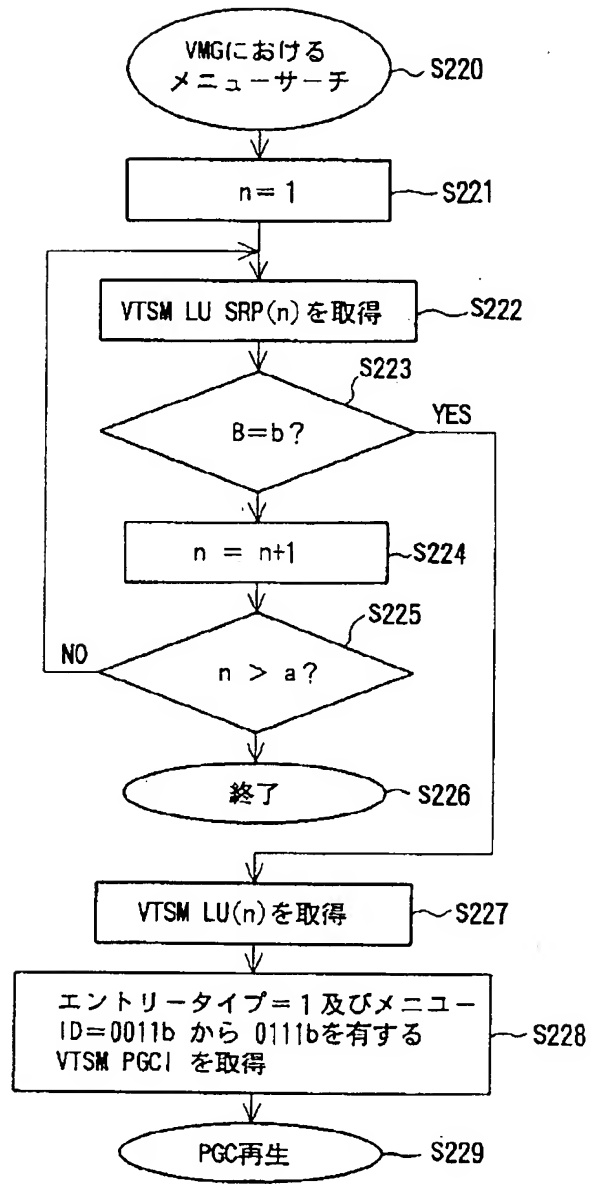 VMGにおける
メニューサーチ
S220
n=1
S221
VTSM LU SRP(n)を取得
S222
S223
B=b?
YES
n = n+1
S224
S225
NO
n > a?
終了
S226
VTSM LU(n)を取得
S227
エントリータイプ=1及びメニュー
ID=0011b から 0111bを有する
VTSM PGCI を取得
S228
PGC再生
S229